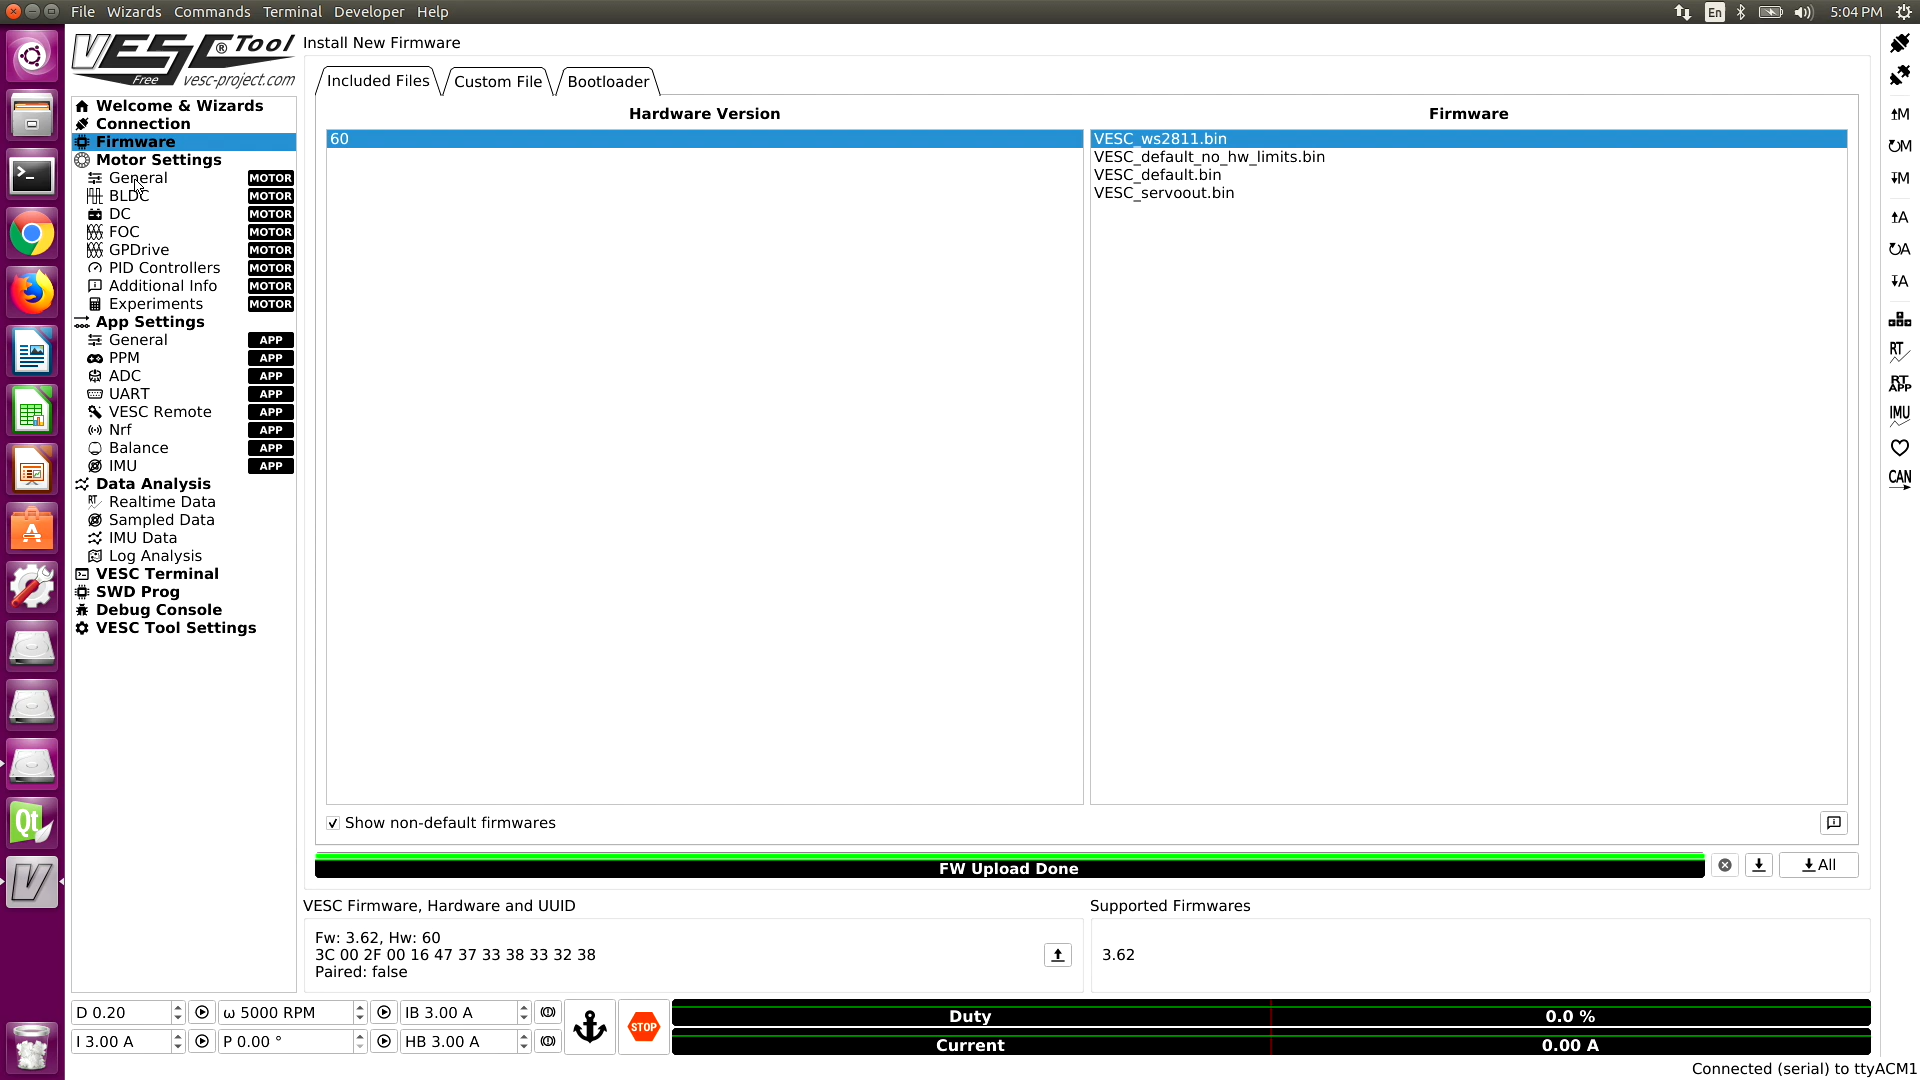 File Wizards Commands Terminal Developer Help
En 5:04 PM
VESC® Tool
Free vesc-project.com
Welcome & Wizards
Connection
Firmware
Motor Settings
General MOTOR
BLDC MOTOR
DC MOTOR
FOC MOTOR
GPDrive MOTOR
PID Controllers MOTOR
Additional Info MOTOR
Experiments MOTOR
App Settings
General APP
PPM APP
ADC APP
UART APP
VESC Remote APP
Nrf APP
Balance APP
IMU APP
Data Analysis
RT Realtime Data
Sampled Data
IMU Data
Log Analysis
VESC Terminal
SWD Prog
Debug Console
VESC Tool Settings
Install New Firmware
Included Files Custom File Bootloader
Hardware Version Firmware
60
VESC_ws2811.bin
VESC_default_no_hw_limits.bin
VESC_default.bin
VESC_servoout.bin
Show non-default firmwares
FW Upload Done
All
VESC Firmware, Hardware and UUID
Fw: 3.62, Hw: 60
3C 00 2F 00 16 47 37 33 38 33 32 38
Paired: false
Supported Firmwares
3.62
D 0.20 ω 5000 RPM IB 3.00 A
I 3.00 A P 0.00 ° HB 3.00 A
STOP
Duty 0.0 %
Current 0.00 A
Connected (serial) to ttyACM1
M
M
M
A
A
A
RT
RT
APP
IMU
CAN
Qt